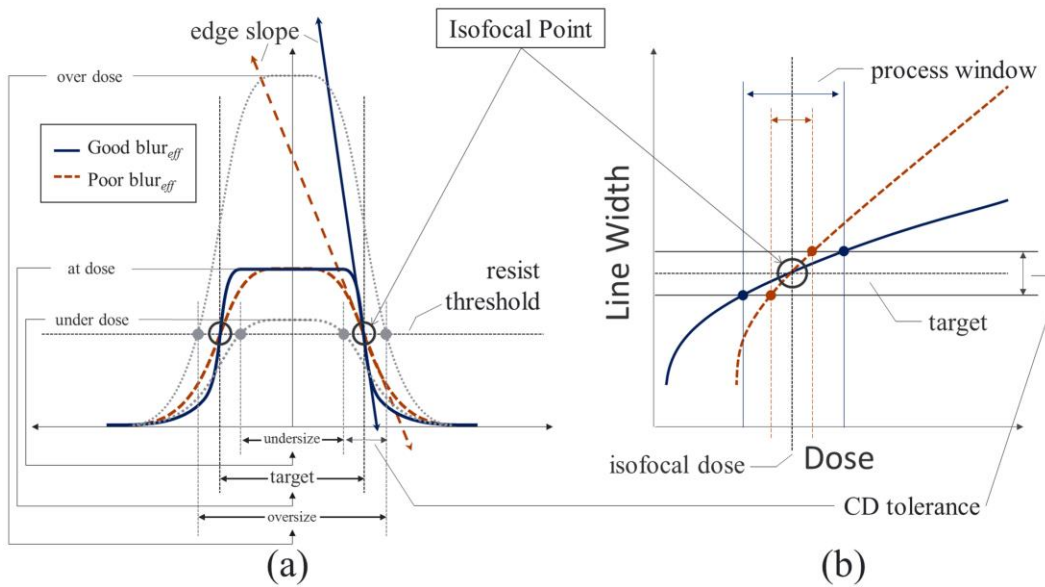 edge slope
Isofocal Point
over dose
Good blur_eff
Poor blur_eff
at dose
under dose
resist
threshold
undersize
target
oversize
(a)
process window
Line Width
target
isofocal dose
Dose
CD tolerance
(b)